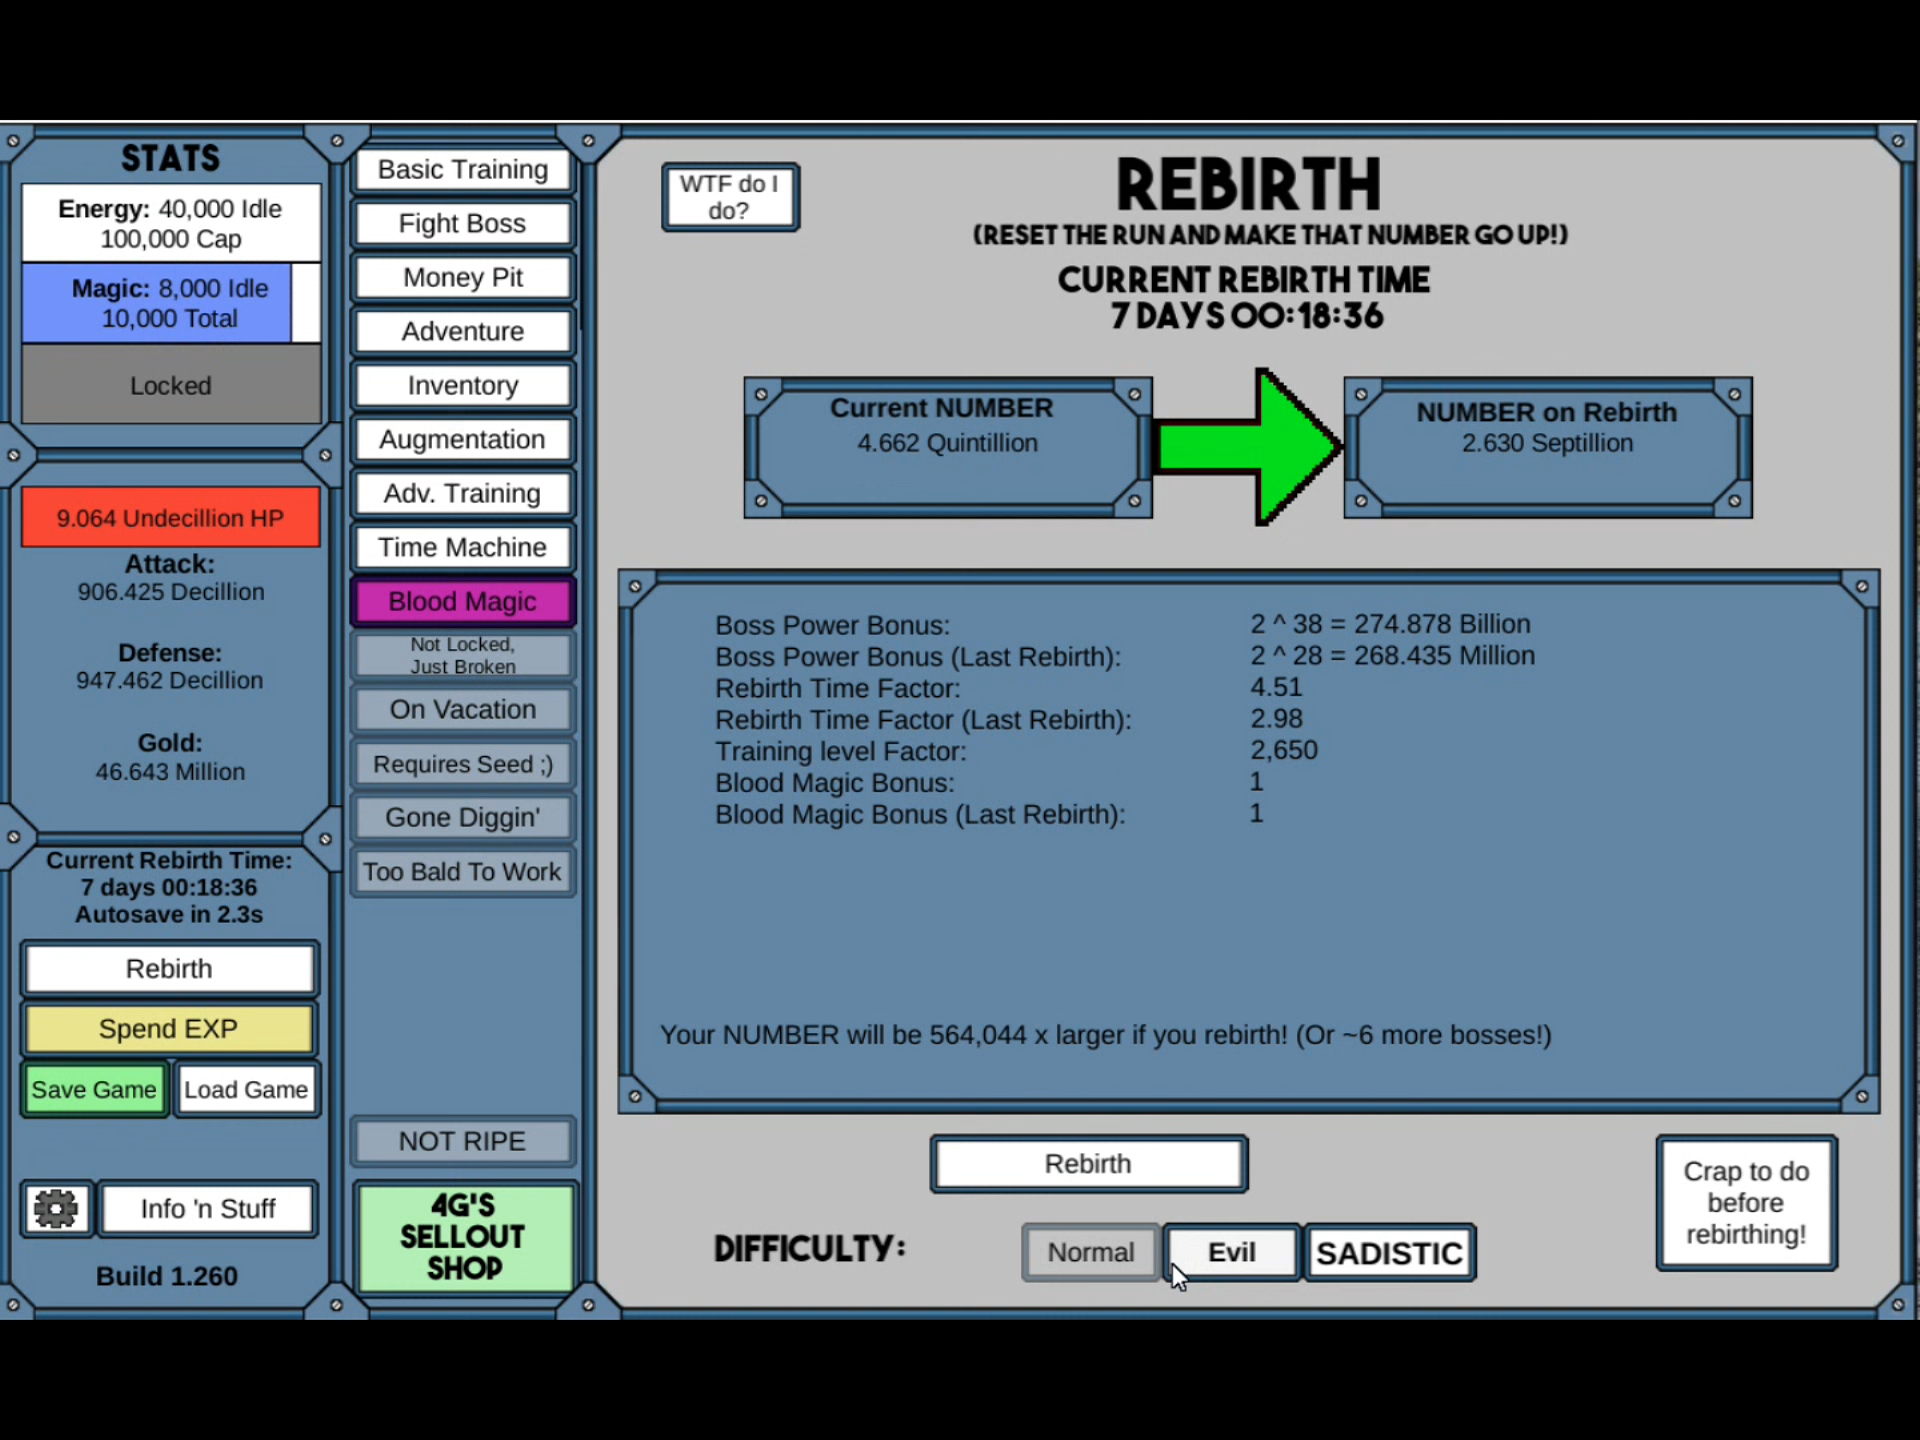 STATS
Energy: 40,000 Idle
100,000 Cap
Magic: 8,000 Idle
10,000 Total
Locked
9.064 Undecillion HP
Attack:
906.425 Decillion
Defense:
947.462 Decillion
Gold:
46.643 Million
Current Rebirth Time:
7 days 00:18:36
Autosave in 2.3s
Rebirth
Spend EXP
Save Game
Load Game
Info 'n Stuff
Build 1.260
Basic Training
Fight Boss
Money Pit
Adventure
Inventory
Augmentation
Adv. Training
Time Machine
Blood Magic
Not Locked,
Just Broken
On Vacation
Requires Seed ;)
Gone Diggin'
Too Bald To Work
NOT RIPE
4G'S
SELLOUT
SHOP
WTF do I
do?
REBIRTH
(RESET THE RUN AND MAKE THAT NUMBER GO UP!)
CURRENT REBIRTH TIME
7 DAYS 00:18:36
Current NUMBER
4.662 Quintillion
NUMBER on Rebirth
2.630 Septillion
Boss Power Bonus: 2 ^ 38 = 274.878 Billion
Boss Power Bonus (Last Rebirth): 2 ^ 28 = 268.435 Million
Rebirth Time Factor: 4.51
Rebirth Time Factor (Last Rebirth): 2.98
Training level Factor: 2,650
Blood Magic Bonus: 1
Blood Magic Bonus (Last Rebirth): 1
Your NUMBER will be 564,044 x larger if you rebirth! (Or ~6 more bosses!)
Rebirth
DIFFICULTY:
Normal
Evil
SADISTIC
Crap to do
before
rebirthing!